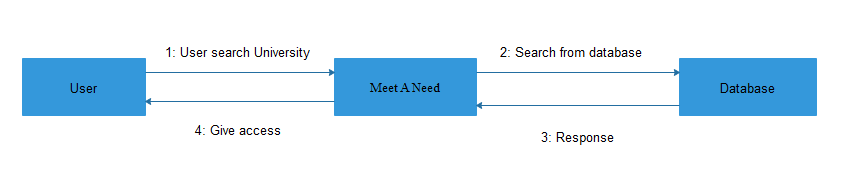 1: User search University
2: Search from database
User
Meet A Need
Database
4: Give access
3: Response